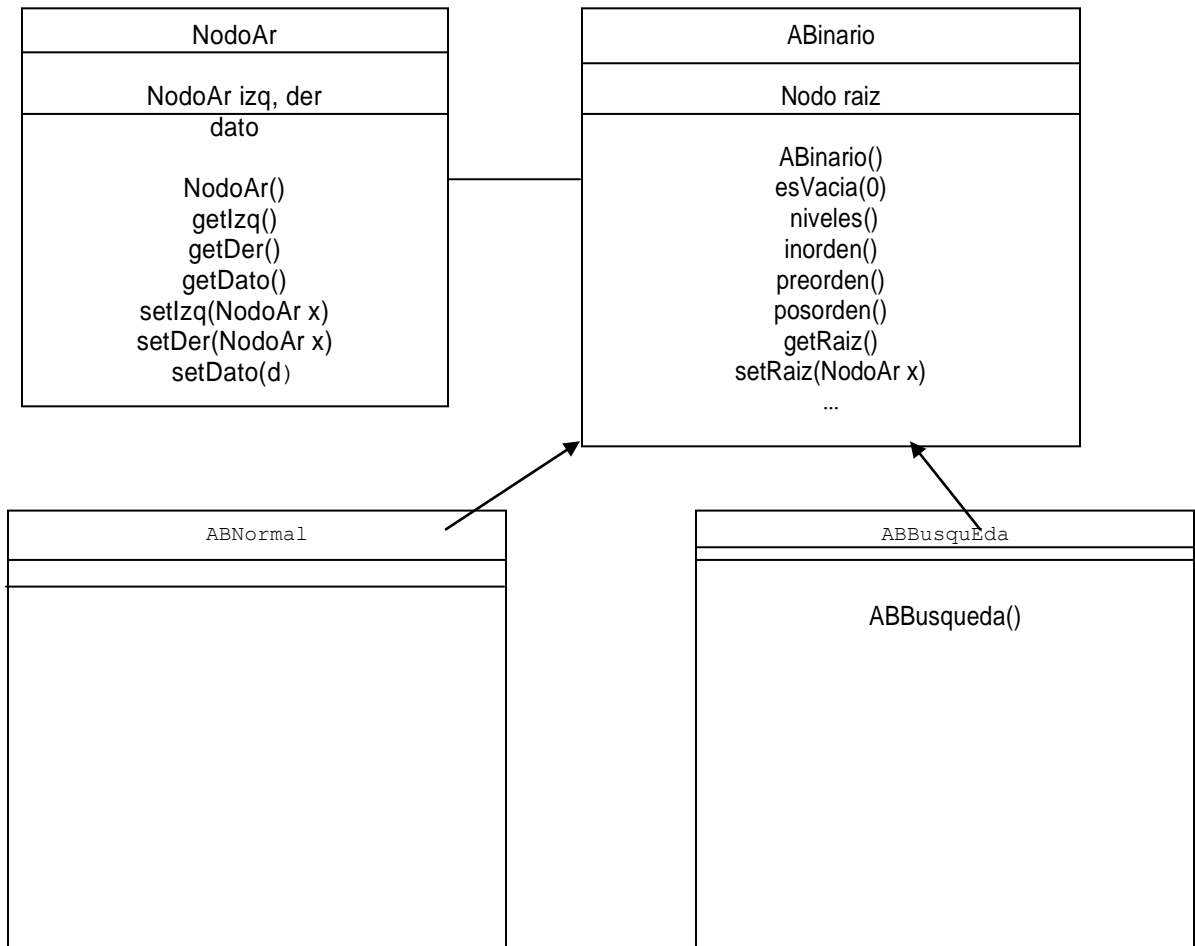 NodoAr
NodoAr izq, der
dato
NodoAr()
getIzq()
getDer()
getDato()
setIzq(NodoAr x)
setDer(NodoAr x)
setDato(d)
ABinario
Nodo raiz
ABinario()
esVacia(0)
niveles()
inorden()
preorden()
posorden()
getRaiz()
setRaiz(NodoAr x)
...
ABNormal
ABBusquEda
ABBusqueda()